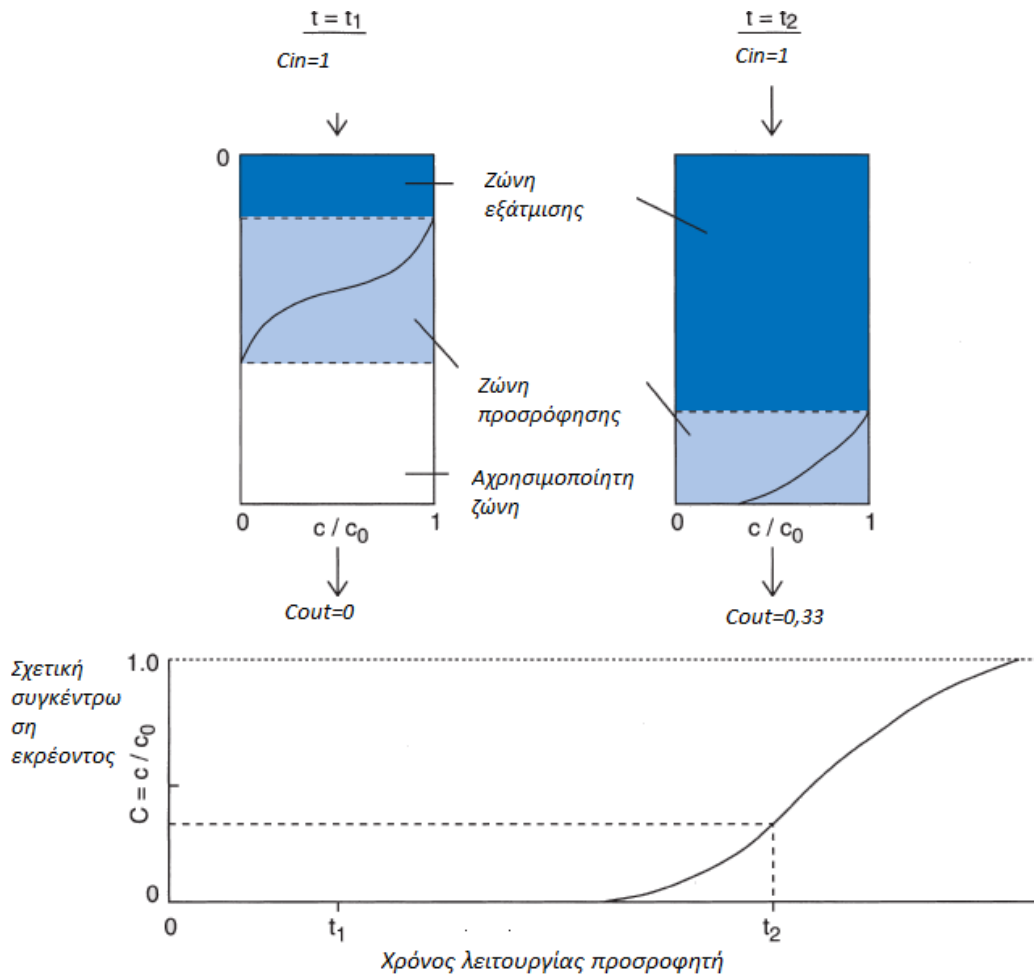 t = t₁
Cin=1
t = t₂
Cin=1
0
Ζώνη
εξάτμισης
Ζώνη
προσρόφησης
Αχρησιμοποίητη
ζώνη
0
1
c / c₀
Cout=0
0
1
c / c₀
Cout=0,33
Σχετική
συγκέντρω
ση
εκρέοντος
C = c / c₀
1.0
0
0
t₁
t₂
Χρόνος λειτουργίας προσροφητή